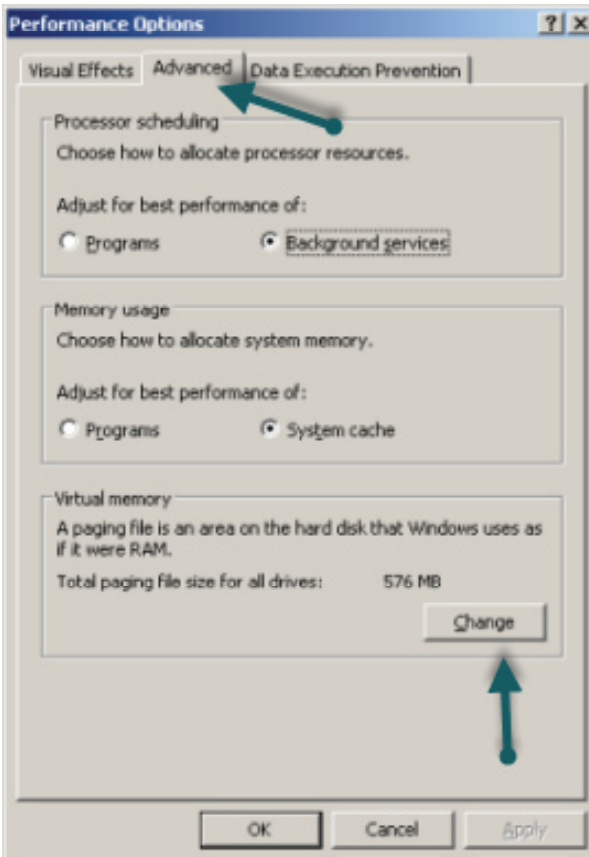 Performance Options
Visual Effects
Advanced
Data Execution Prevention
Processor scheduling
Choose how to allocate processor resources.
Adjust for best performance of:
Programs
Background services
Memory usage
Choose how to allocate system memory.
Adjust for best performance of:
Programs
System cache
Virtual memory
A paging file is an area on the hard disk that Windows uses as
if it were RAM.
Total paging file size for all drives: 576 MB
Change
OK
Cancel
Apply